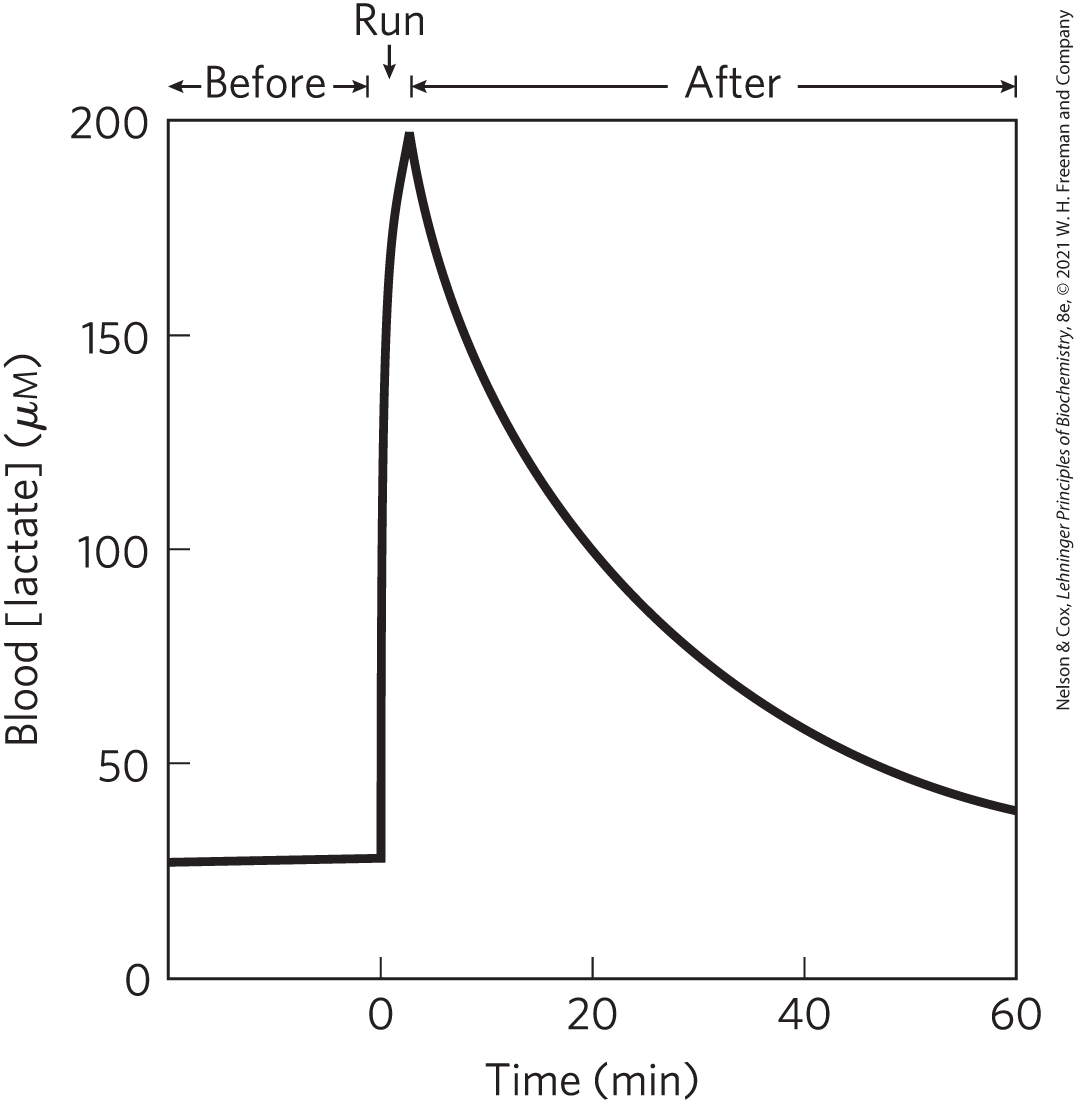 Run
Before
After
200
150
100
50
0
0 20 40 60
Time (min)
Blood [lactate] (μM)
Nelson & Cox, Lehninger Principles of Biochemistry, 8e, © 2021 W. H. Freeman and Company